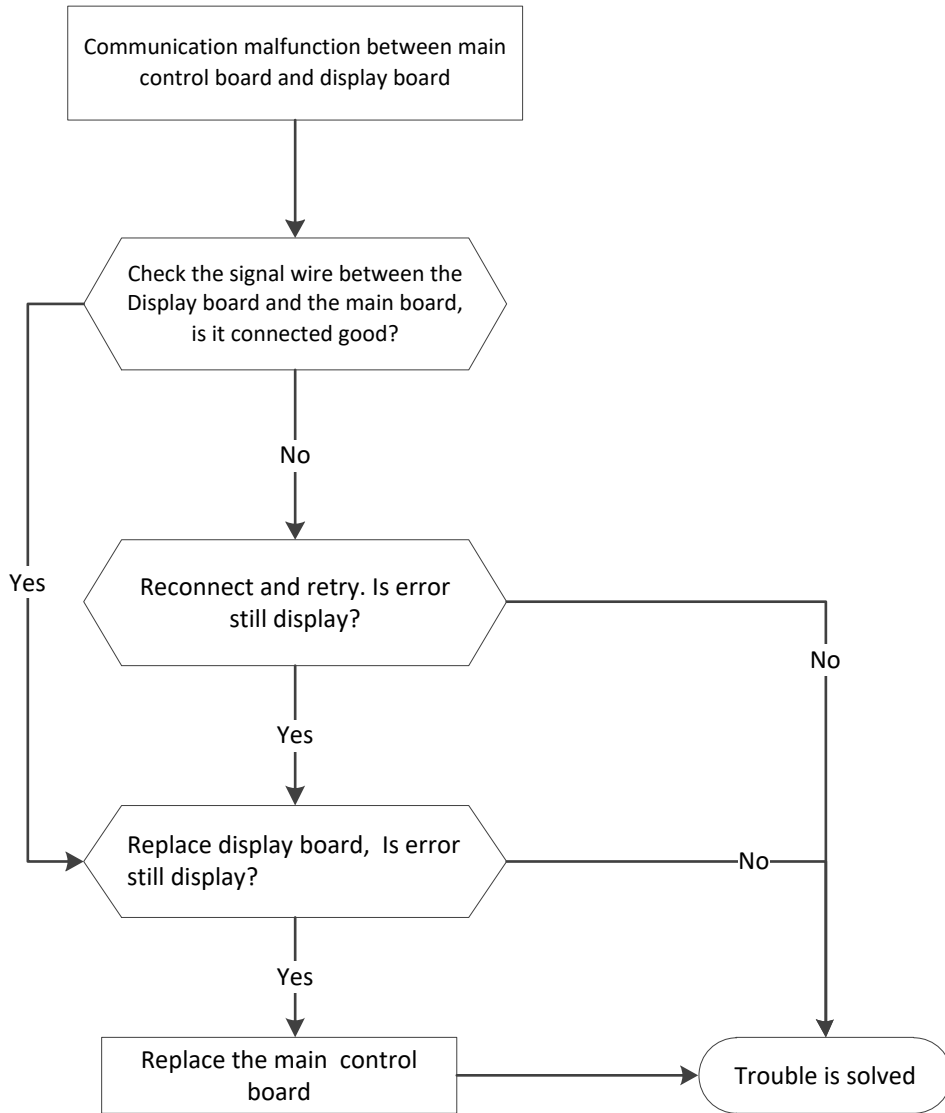 Communication malfunction between main
control board and display board
Check the signal wire between the
Display board and the main board,
is it connected good?
No
Yes
Reconnect and retry. Is error
still display?
No
Yes
Replace display board, Is error
still display?
No
Yes
Replace the main control
board
Trouble is solved